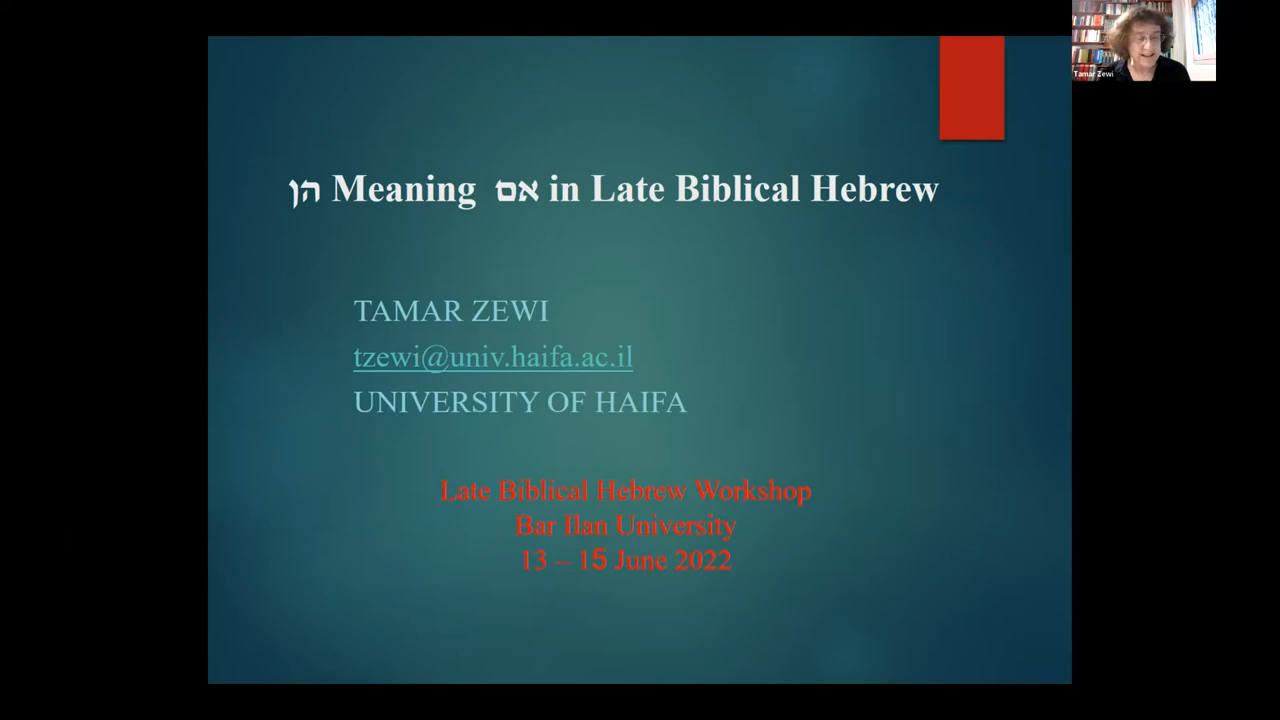 הן Meaning אם in Late Biblical Hebrew
TAMAR ZEWI
tzewi@univ.haifa.ac.il
UNIVERSITY OF HAIFA
Late Biblical Hebrew Workshop
Bar Ilan University
13 – 15 June 2022
Tamar Zewi